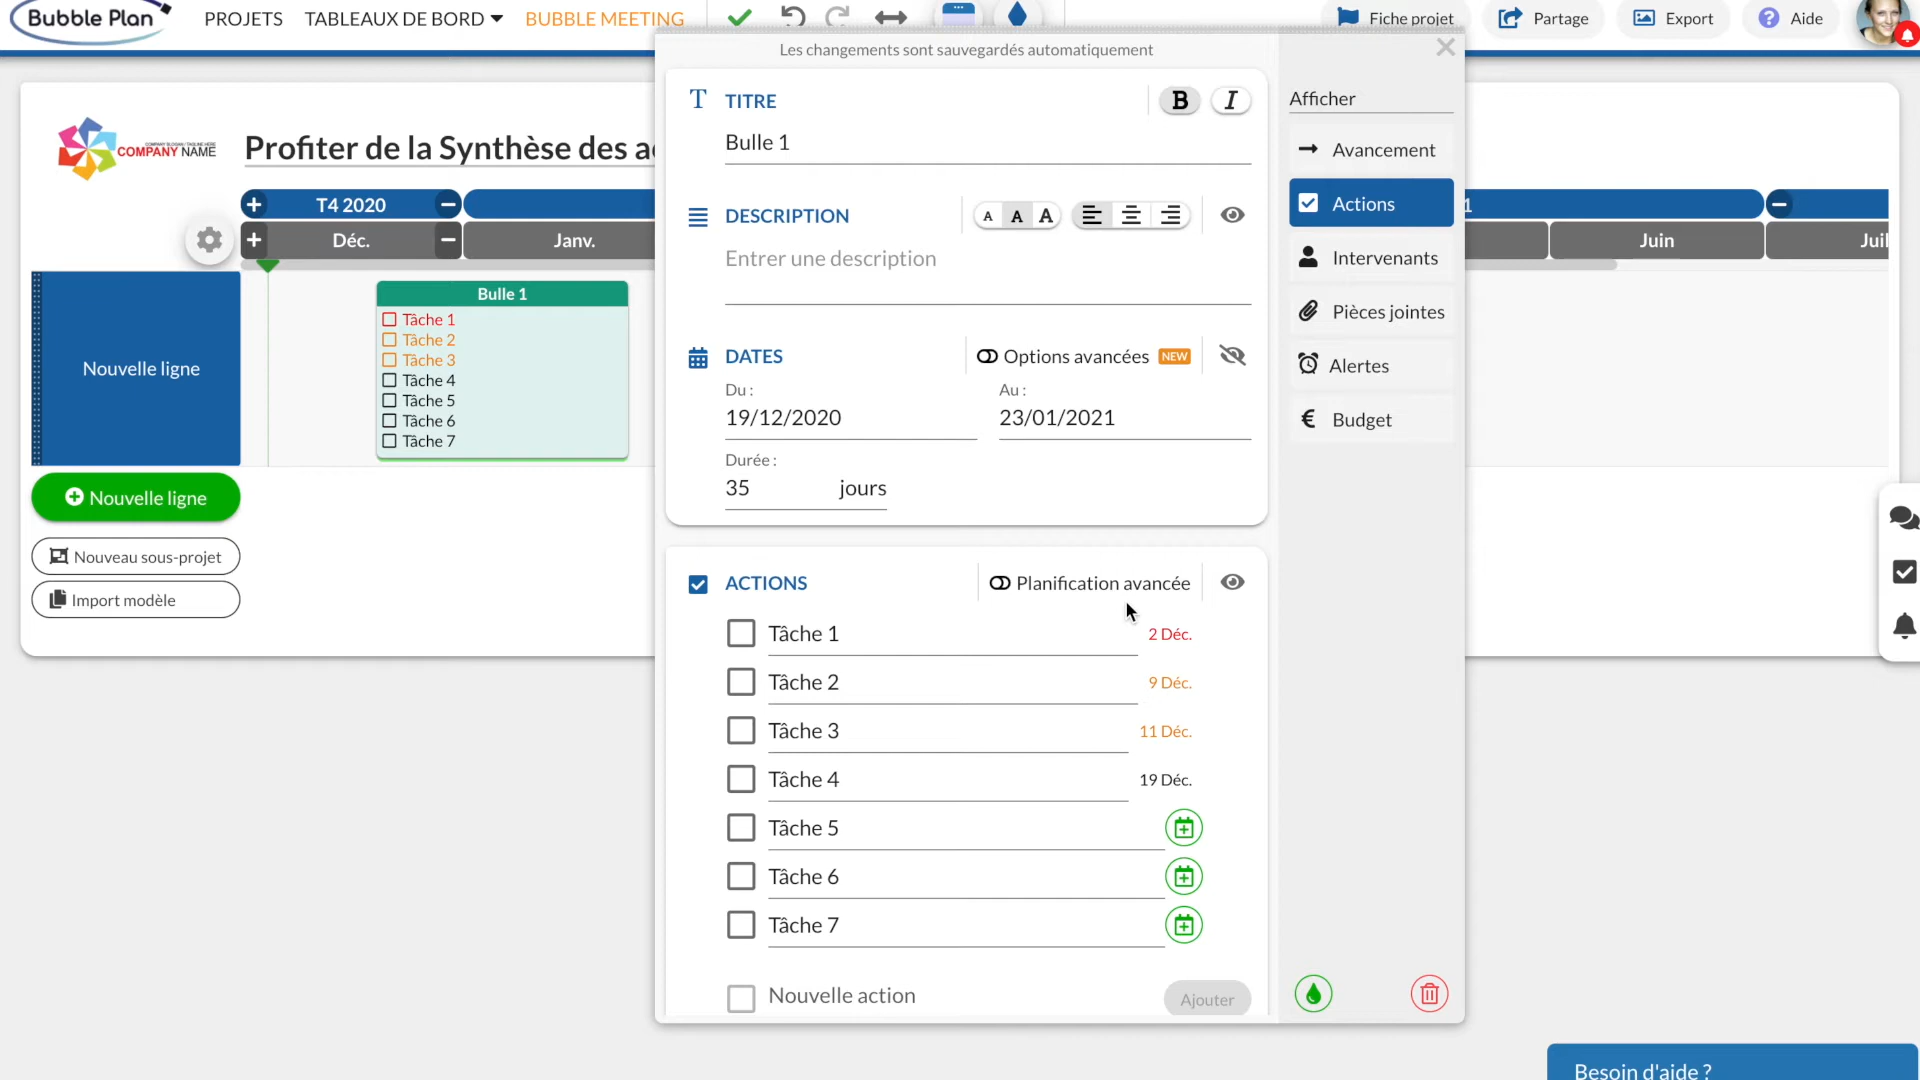 Bubble Plan
PROJETS
TABLEAUX DE BORD
BUBBLE MEETING
Fiche projet
Partage
Export
Aide
COMPANY NAME
Profiter de la Synthèse des a
T4 2020
1
Déc.
Janv.
Juin
Juil
Nouvelle ligne
Bulle 1
Tâche 1
Tâche 2
Tâche 3
Tâche 4
Tâche 5
Tâche 6
Tâche 7
Nouvelle ligne
Nouveau sous-projet
Import modèle
Les changements sont sauvegardés automatiquement
T TITRE
B I
Bulle 1
DESCRIPTION
A A A
Entrer une description
DATES
Options avancées NEW
Du :
Au :
19/12/2020
23/01/2021
Durée :
35 jours
ACTIONS
Planification avancée
Tâche 1 2 Déc.
Tâche 2 9 Déc.
Tâche 3 11 Déc.
Tâche 4 19 Déc.
Tâche 5
Tâche 6
Tâche 7
Nouvelle action
Ajouter
Afficher
Avancement
Actions
Intervenants
Pièces jointes
Alertes
€ Budget
Besoin d'aide ?